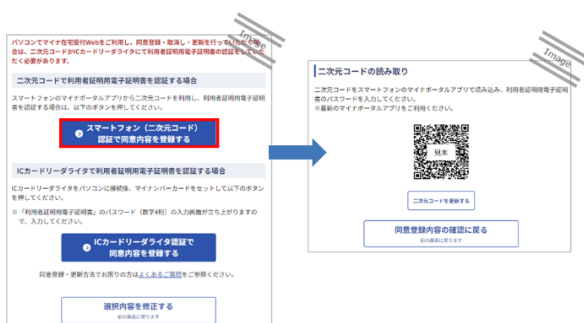 Image
パソコンでマイナ在宅受付Webをご利用し、同意登録・取消し・更新を行っていただく場
合は、二次元コードかICカードリーダライタにて利用者証明用電子証明書の認証をしていた
だく必要があります。
二次元コードで利用者証明用電子証明書を認証する場合
スマートフォンのマイナポータルアプリから二次元コードを利用し、利用者証明用電子証明
書を認証する場合は、以下のボタンを押してください。
スマートフォン（二次元コード）
認証で同意内容を登録する
ICカードリーダライタで利用者証明用電子証明書を認証する場合
ICカードリーダライタをパソコンに接続後、マイナンバーカードをセットして以下のボタン
を押してください。
※「利用者証明用電子証明書」のパスワード（数字4桁）の入力画面が立ち上がりますの
で、入力してください。
ICカードリーダライタ認証で
同意内容を登録する
同意登録・更新方法でお困りの方はよくあるご質問をご参照ください。
選択内容を修正する
前の画面に戻ります
Image
二次元コードの読み取り
二次元コードをスマートフォンのマイナポータルアプリで読み込み、利用者証明用電子証明
書のパスワードを入力してください。
※最新のマイナポータルアプリをご利用ください。
見本
二次元コードを更新する
同意登録内容の確認に戻る
前の画面に戻ります